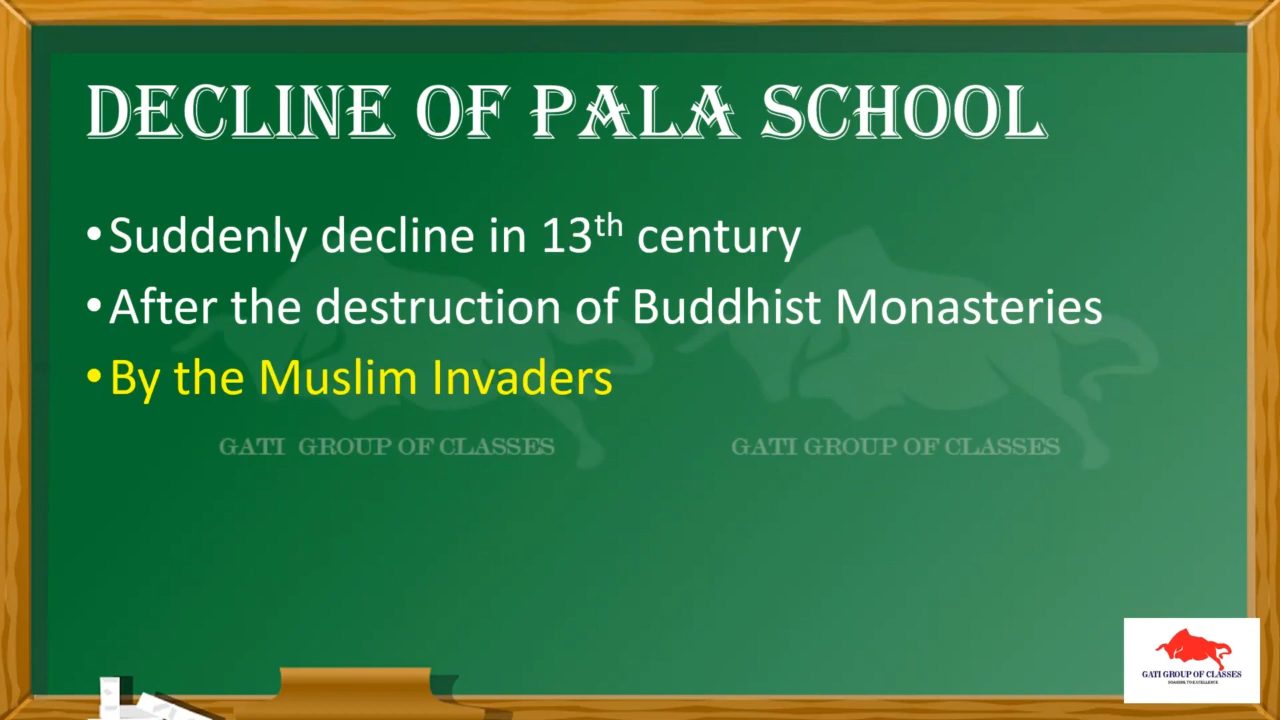 DECLINE OF PALA SCHOOL
•Suddenly decline in 13th century
•After the destruction of Buddhist Monasteries
•By the Muslim Invaders
GATI GROUP OF CLASSES
GATI GROUP OF CLASSES
GATI GROUP OF CLASSES